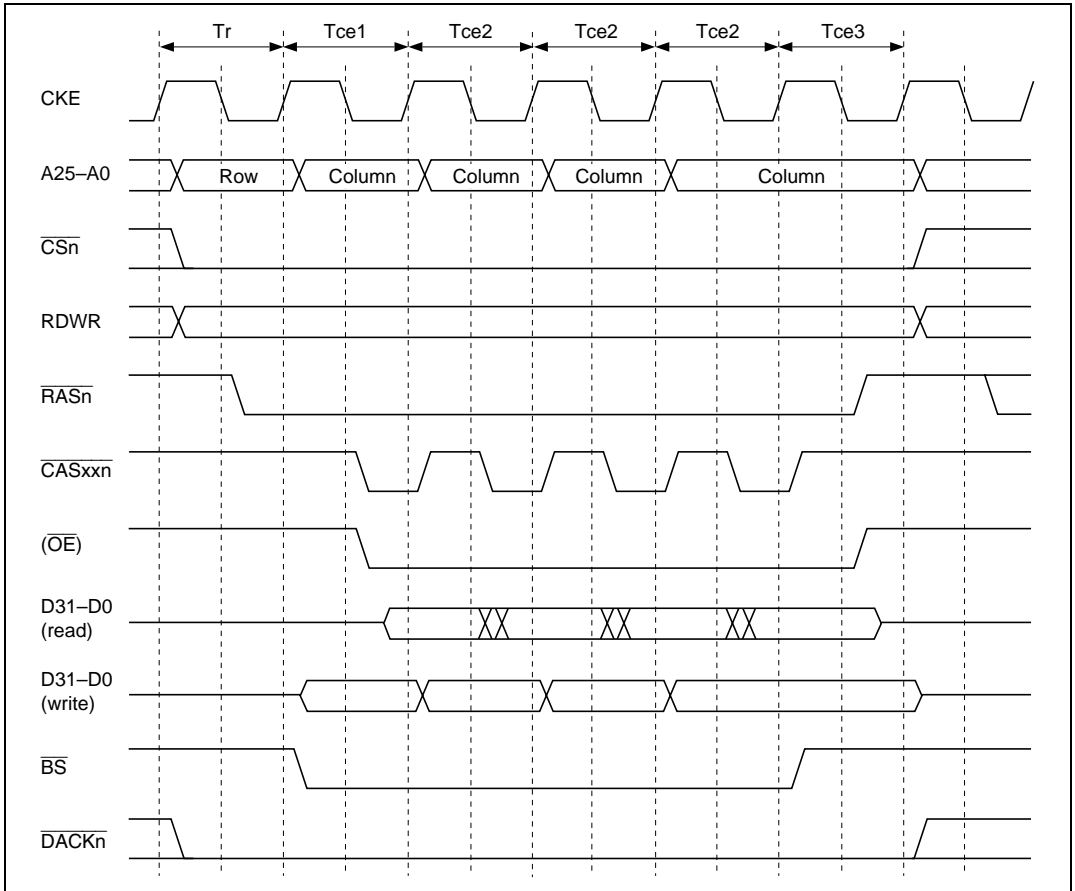 Tr Tce1 Tce2 Tce2 Tce2 Tce3
CKE
A25–A0 Row Column Column Column Column
CSn
RDWR
RASn
CASxxn
(OE)
D31–D0
(read)
D31–D0
(write)
BS
DACKn